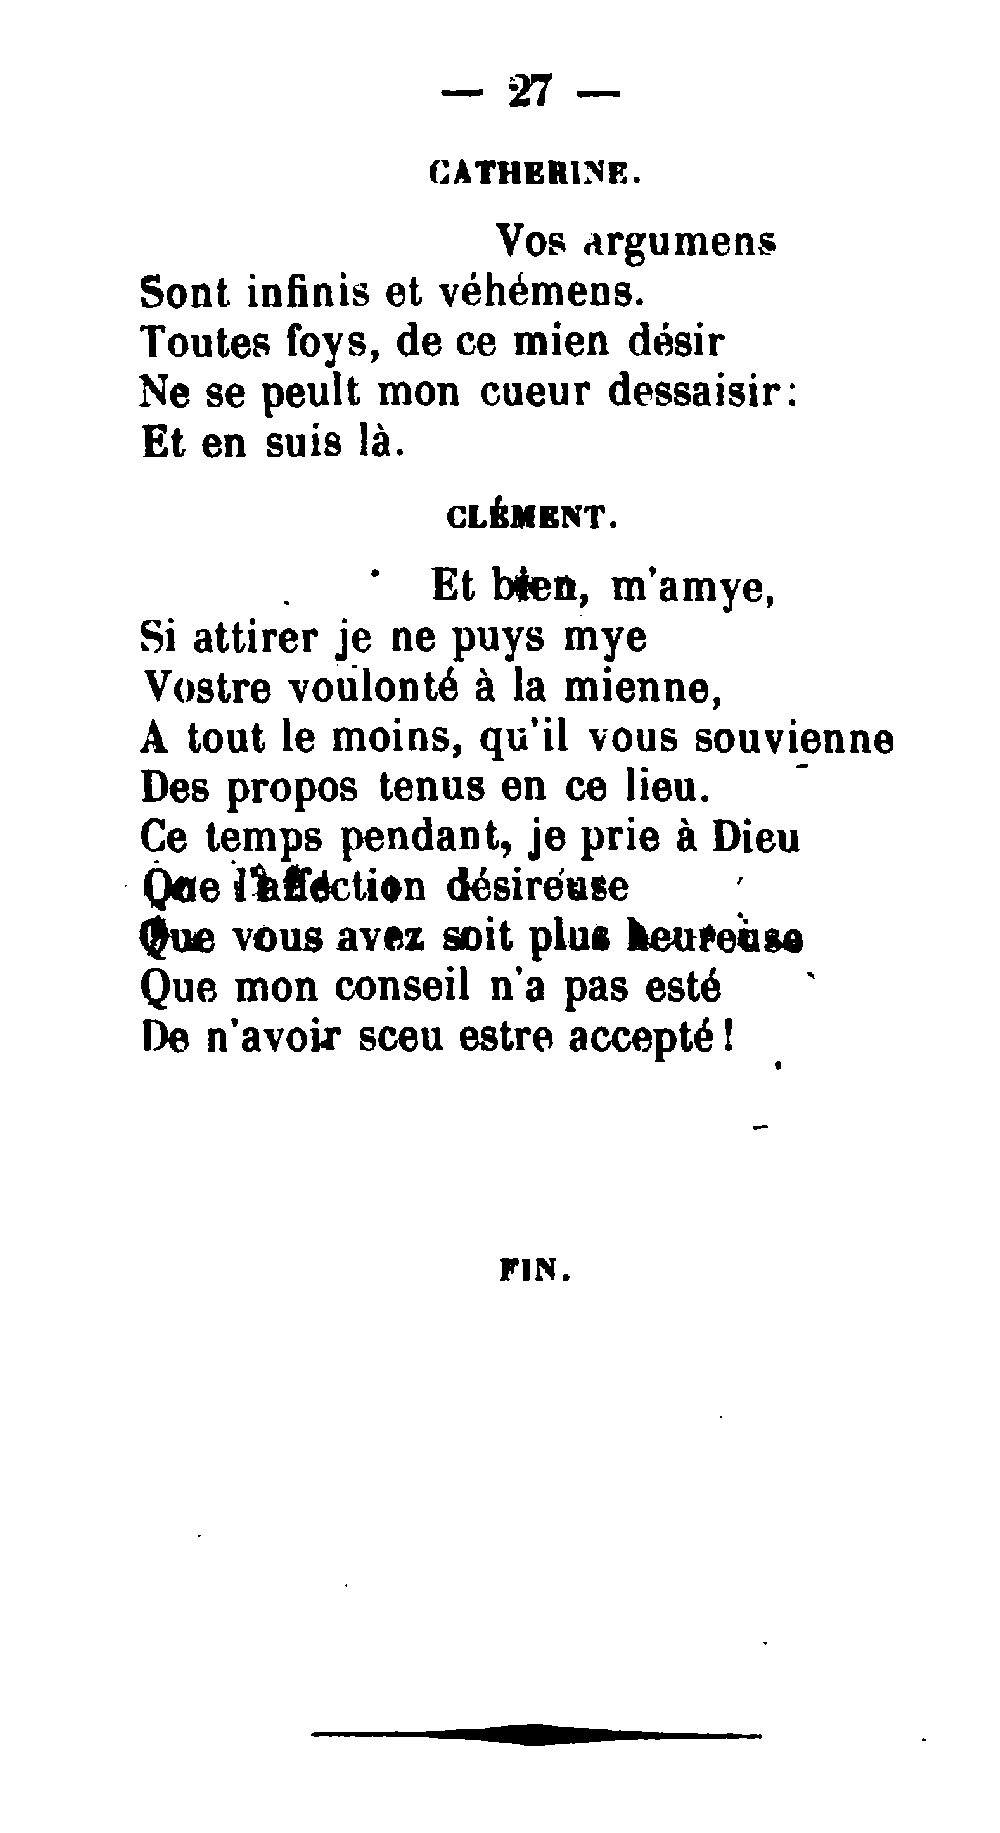 — 27 —
CATHERINE.
Vos argumens
Sont infinis et véhémens.
Toutes foys, de ce mien désir
Ne se peult mon cueur dessaisir:
Et en suis là.
CLÉMENT.
Et bien, m'amye,
Si attirer je ne puys mye
Vostre voulonté à la mienne,
A tout le moins, qu'il vous souvienne
Des propos tenus en ce lieu.
Ce temps pendant, je prie à Dieu
Que l'affection désireuse
Que vous avez soit plus heureuse
Que mon conseil n'a pas esté
De n'avoir sceu estre accepté!
FIN.